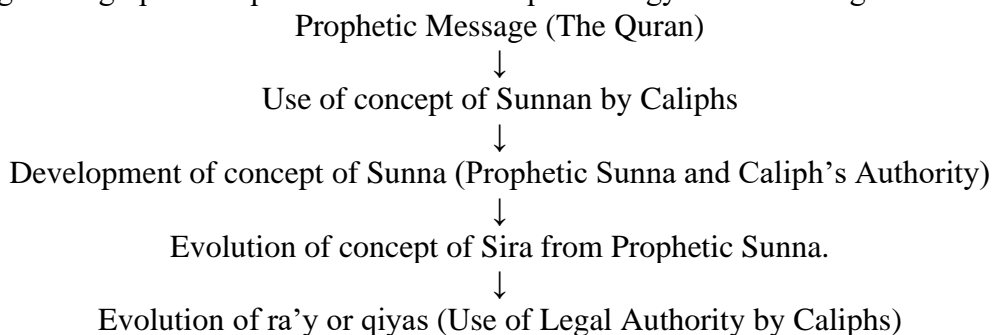 Prophetic Message (The Quran)
↓
Use of concept of Sunnan by Caliphs
↓
Development of concept of Sunna (Prophetic Sunna and Caliph's Authority)
↓
Evolution of concept of Sira from Prophetic Sunna.
↓
Evolution of ra'y or qiyas (Use of Legal Authority by Caliphs)